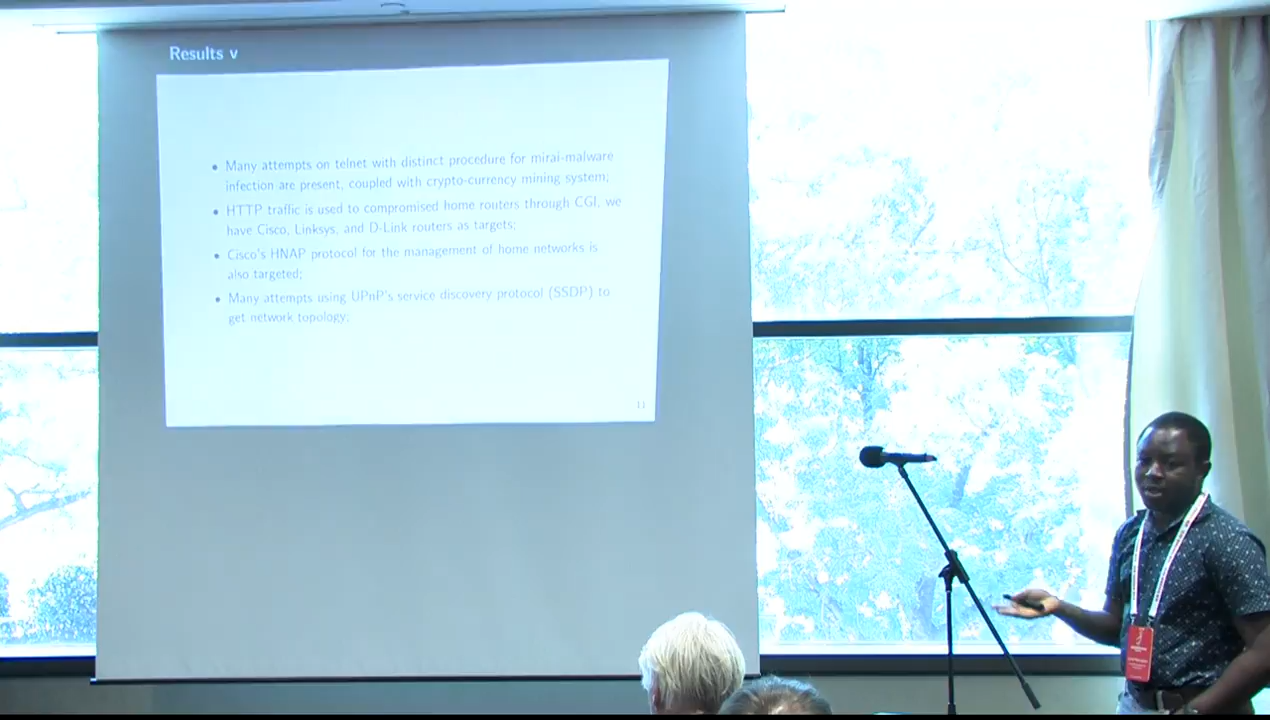 Results v
• Many attempts on telnet with distinct procedure for mirai-malware
infection are present, coupled with crypto-currency mining system;
• HTTP traffic is used to compromised home routers through CGI, we
have Cisco, Linksys, and D-Link routers as targets;
• Cisco's HNAP protocol for the management of home networks is
also targeted;
• Many attempts using UPnP's service discovery protocol (SSDP) to
get network topology;
11